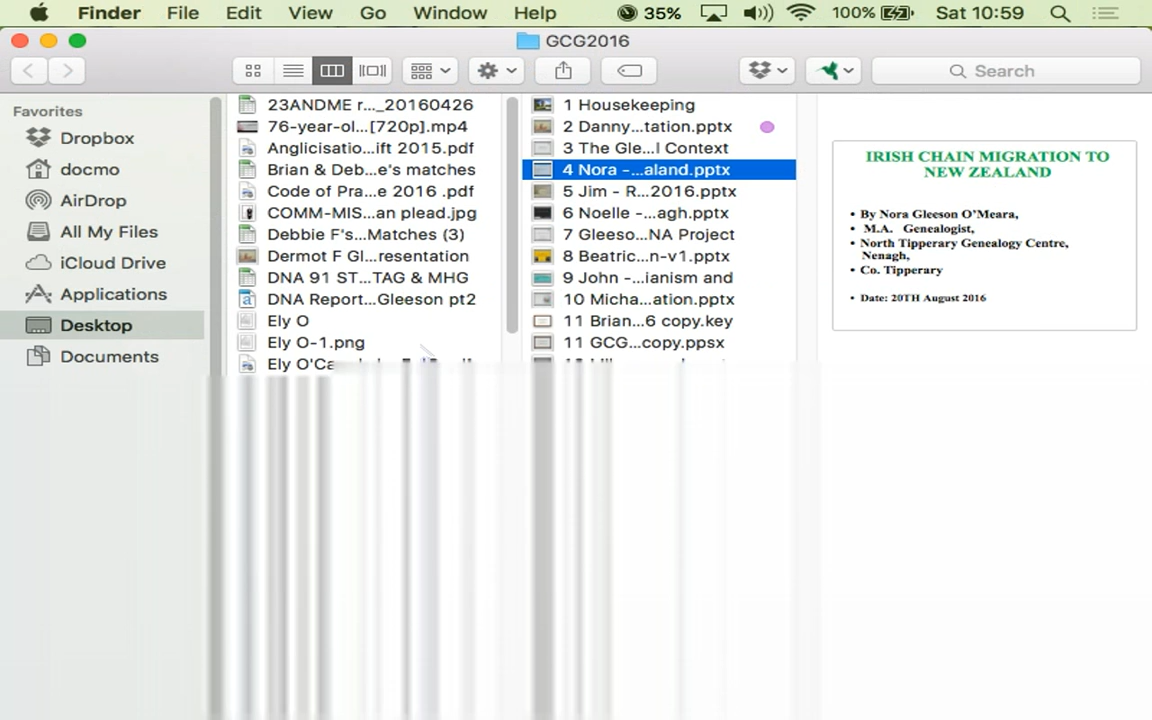 Finder File Edit View Go Window Help 35% 100% Sat 10:59
GCG2016
Search
Favorites
Dropbox
docmo
AirDrop
All My Files
iCloud Drive
Applications
Desktop
Documents
23ANDME r..._20160426
76-year-ol...[720p].mp4
Anglicisatio...ift 2015.pdf
Brian & Deb...e's matches
Code of Pra...e 2016 .pdf
COMM-MIS...an plead.jpg
Debbie F's...Matches (3)
Dermot F Gl...resentation
DNA 91 ST...TAG & MHG
DNA Report...Gleeson pt2
Ely O
Ely O-1.png
Ely O'Ca
1 Housekeeping
2 Danny...tation.pptx
3 The Gle...l Context
4 Nora -...aland.pptx
5 Jim - R...2016.pptx
6 Noelle -...agh.pptx
7 Gleeso...NA Project
8 Beatric...n-v1.pptx
9 John -...ianism and
10 Micha...ation.pptx
11 Brian...6 copy.key
11 GCG...copy.ppsx
IRISH CHAIN MIGRATION TO
NEW ZEALAND
• By Nora Gleeson O'Meara,
• M.A. Genealogist,
• North Tipperary Genealogy Centre,
Nenagh,
• Co. Tipperary
• Date: 20TH August 2016